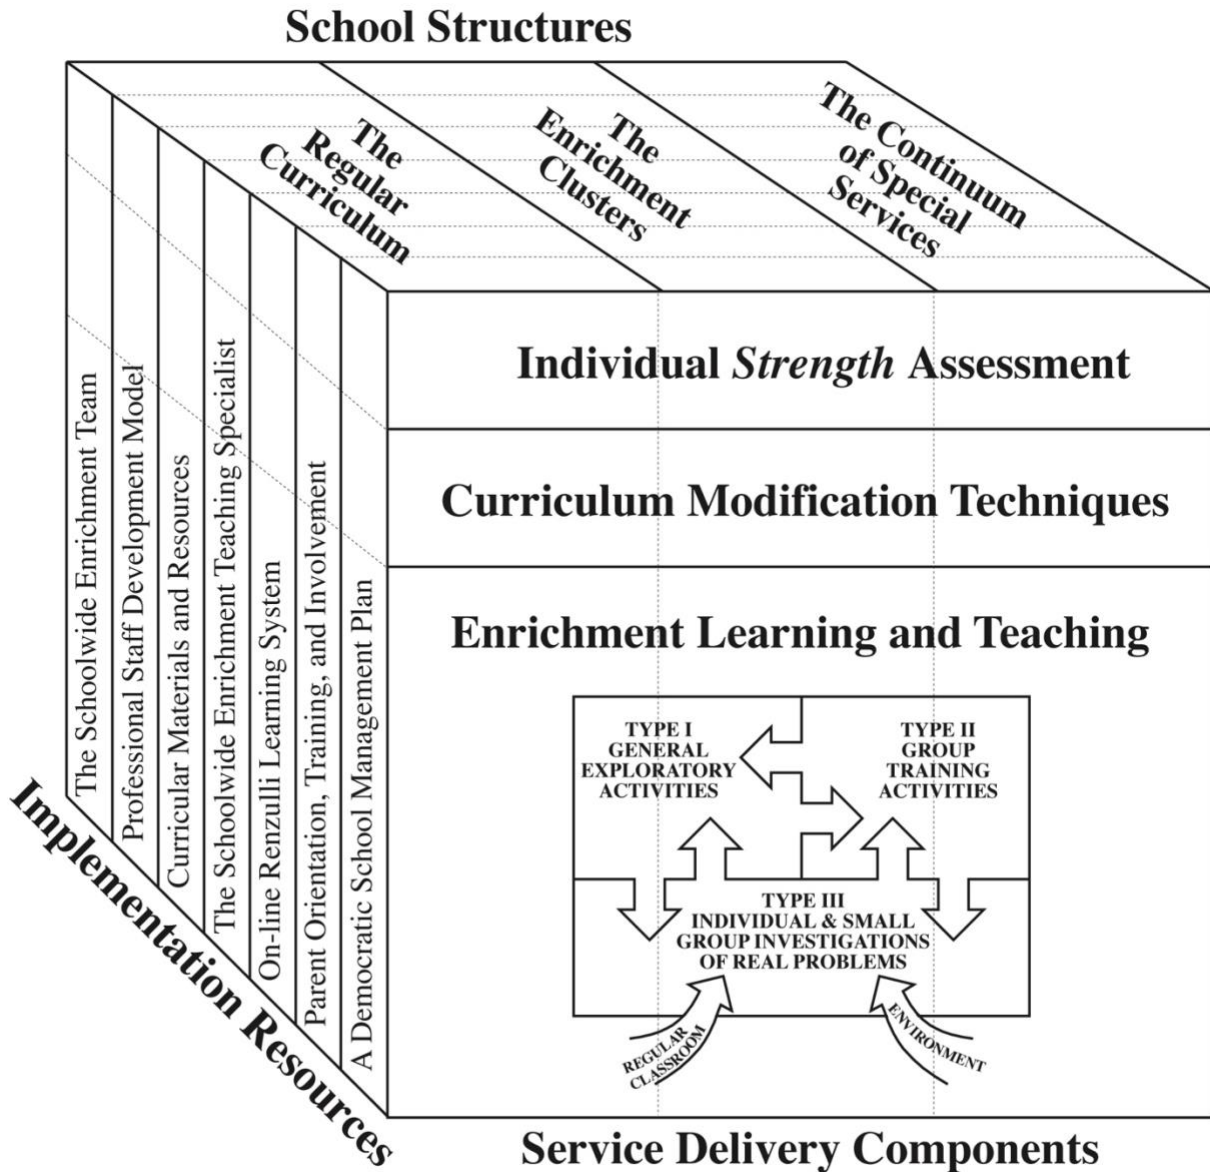 School Structures
The
Regular
Curriculum
The
Enrichment
Clusters
The Continuum
of Special
Services
Individual Strength Assessment
Curriculum Modification Techniques
Enrichment Learning and Teaching
TYPE I
GENERAL
EXPLORATORY
ACTIVITIES
TYPE II
GROUP
TRAINING
ACTIVITIES
TYPE III
INDIVIDUAL & SMALL
GROUP INVESTIGATIONS
OF REAL PROBLEMS
REGULAR
CLASSROOM
ENVIRONMENT
The Schoolwide Enrichment Team
Professional Staff Development Model
Curricular Materials and Resources
The Schoolwide Enrichment Teaching Specialist
On-line Renzulli Learning System
Parent Orientation, Training, and Involvement
A Democratic School Management Plan
Implementation Resources
Service Delivery Components